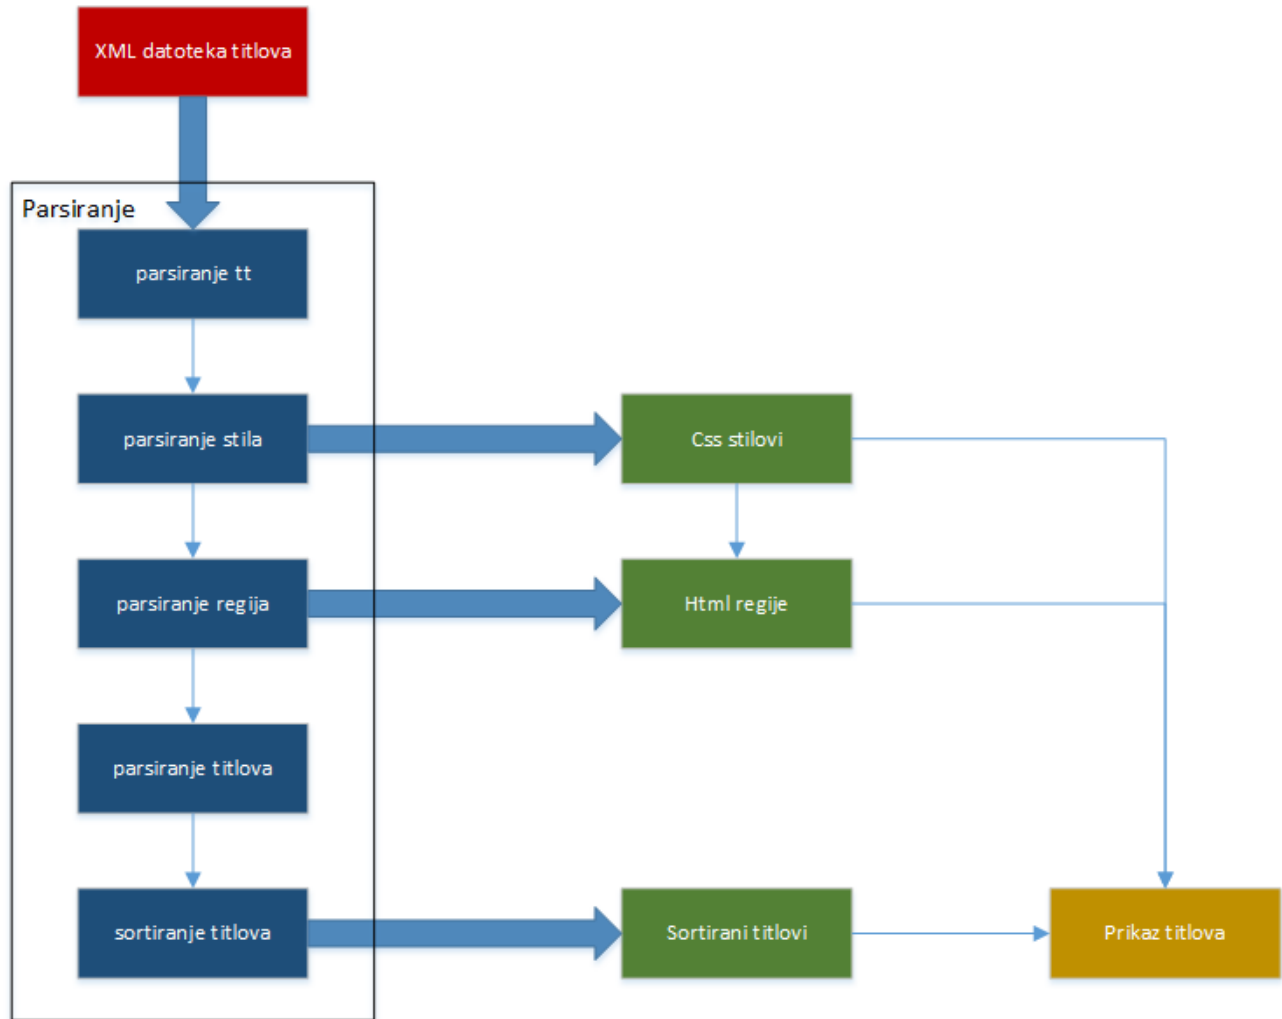 XML datoteka titlova
Parsiranje
parsiranje tt
parsiranje stila
Css stilovi
parsiranje regija
Html regije
parsiranje titlova
sortiranje titlova
Sortirani titlovi
Prikaz titlova